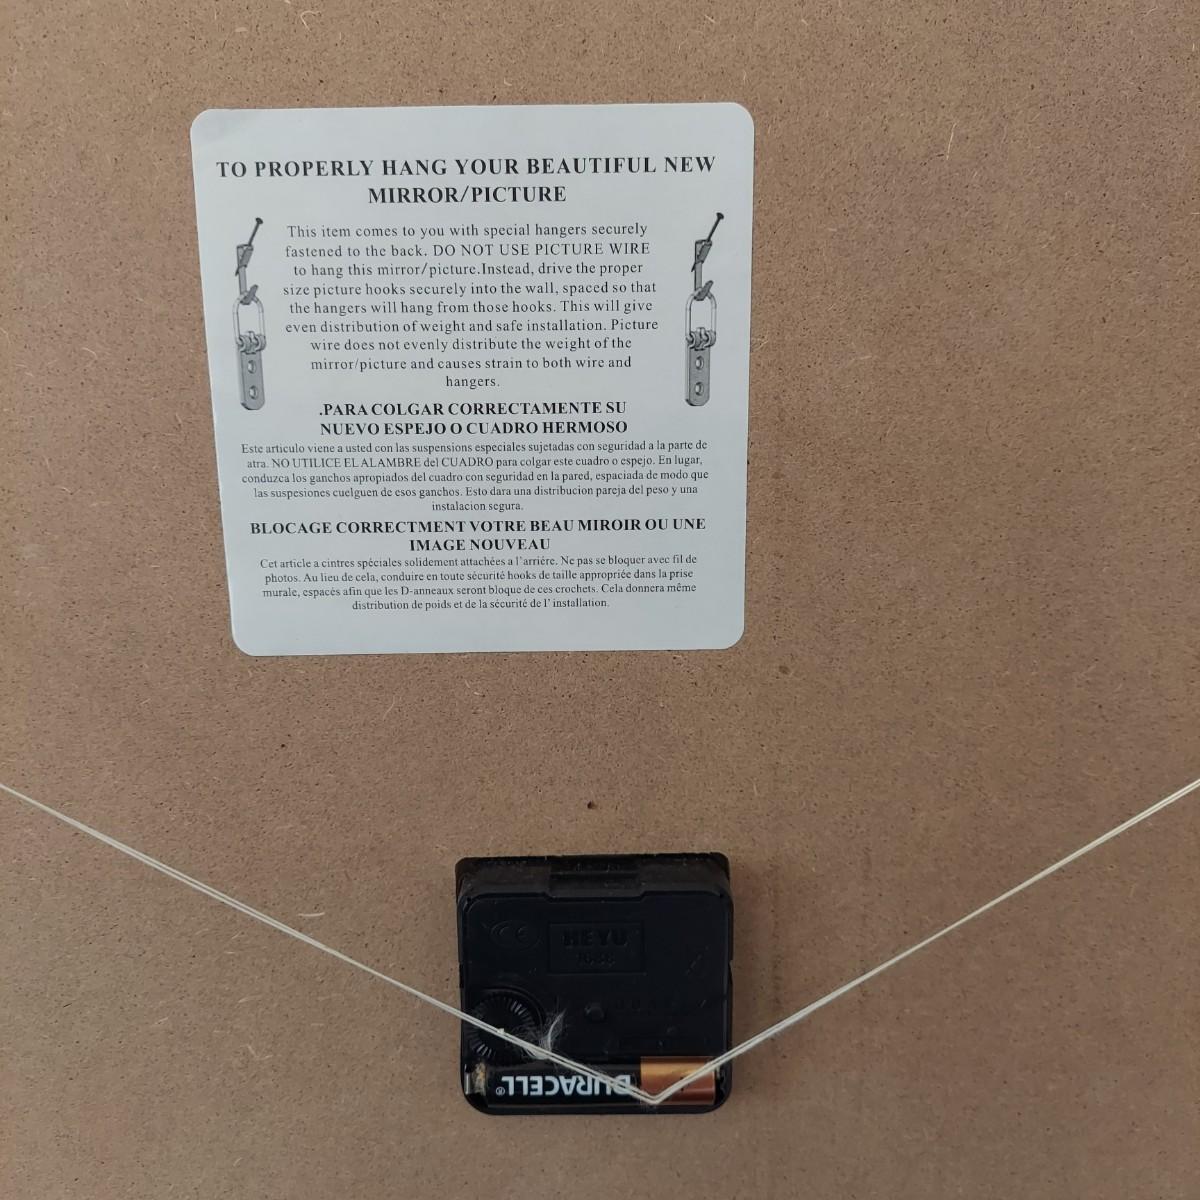 TO PROPERLY HANG YOUR BEAUTIFUL NEW
MIRROR/PICTURE
This item comes to you with special hangers securely
fastened to the back. DO NOT USE PICTURE WIRE
to hang this mirror/picture.Instead, drive the proper
size picture hooks securely into the wall, spaced so that
the hangers will hang from those hooks. This will give
even distribution of weight and safe installation. Picture
wire does not evenly distribute the weight of the
mirror/picture and causes strain to both wire and
hangers.
.PARA COLGAR CORRECTAMENTE SU
NUEVO ESPEJO O CUADRO HERMOSO
Este articulo viene a usted con las suspensions especiales sujetadas con seguridad a la parte de
atra. NO UTILICE EL ALAMBRE del CUADRO para colgar este cuadro o espejo. En lugar,
conduzca los ganchos apropiados del cuadro con seguridad en la pared, espaciada de modo que
las suspesiones cuelguen de esos ganchos. Esto dara una distribucion pareja del peso y una
instalacion segura.
BLOCAGE CORRECTMENT VOTRE BEAU MIROIR OU UNE
IMAGE NOUVEAU
Cet article a cintres spéciales solidement attachées a l'arriére. Ne pas se bloquer avec fil de
photos. Au lieu de cela, conduire en toute sécurité hooks de taille appropriée dans la prise
murale, espacés afin que les D-anneaux seront bloque de ces crochets. Cela donnera même
distribution de poids et de la sécurité de l' installation.
CE
HEYU
1688
DURACELL®